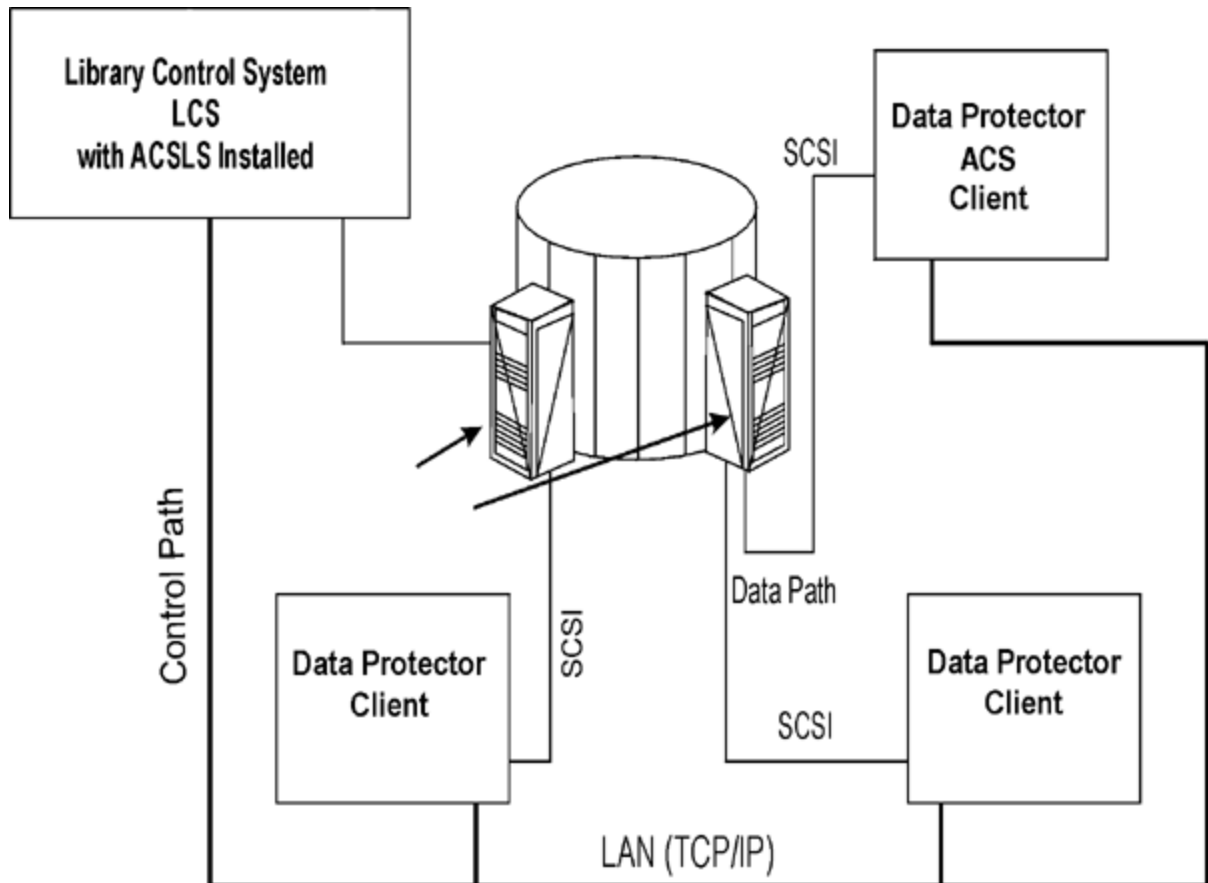 Library Control System
LCS
with ACSLS Installed
Data Protector
ACS
Client
SCSI
Control Path
Data Path
SCSI
Data Protector
Client
SCSI
Data Protector
Client
LAN (TCP/IP)